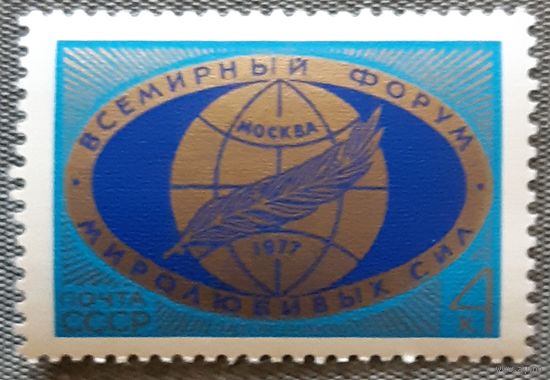 · ВСЕМИРНЫЙ ФОРУМ ·
МИРОЛЮБИВЫХ СИЛ
МОСКВА
1977
ПОЧТА
СССР
4
К